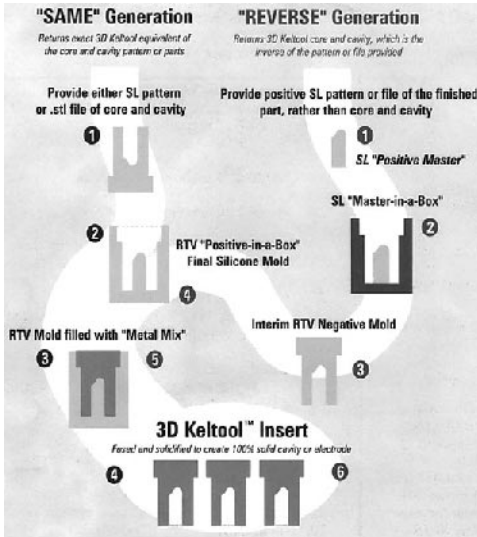 "SAME" Generation
Returns exact 3D Keltool equivalent of
the core and cavity pattern or parts
Provide either SL pattern
or .stl file of core and cavity
1
"REVERSE" Generation
Returns 3D Keltool core and cavity, which is the
inverse of the pattern or file provided
Provide positive SL pattern or file of the finished
part, rather than core and cavity
1
SL "Positive Master"
SL "Master-in-a-Box"
2
2
RTV "Positive-in-a-Box"
Final Silicone Mold
4
Interim RTV Negative Mold
3
RTV Mold filled with "Metal Mix"
3
5
3D Keltool™ Insert
Fused and solidified to create 100% solid cavity or electrode
4
6